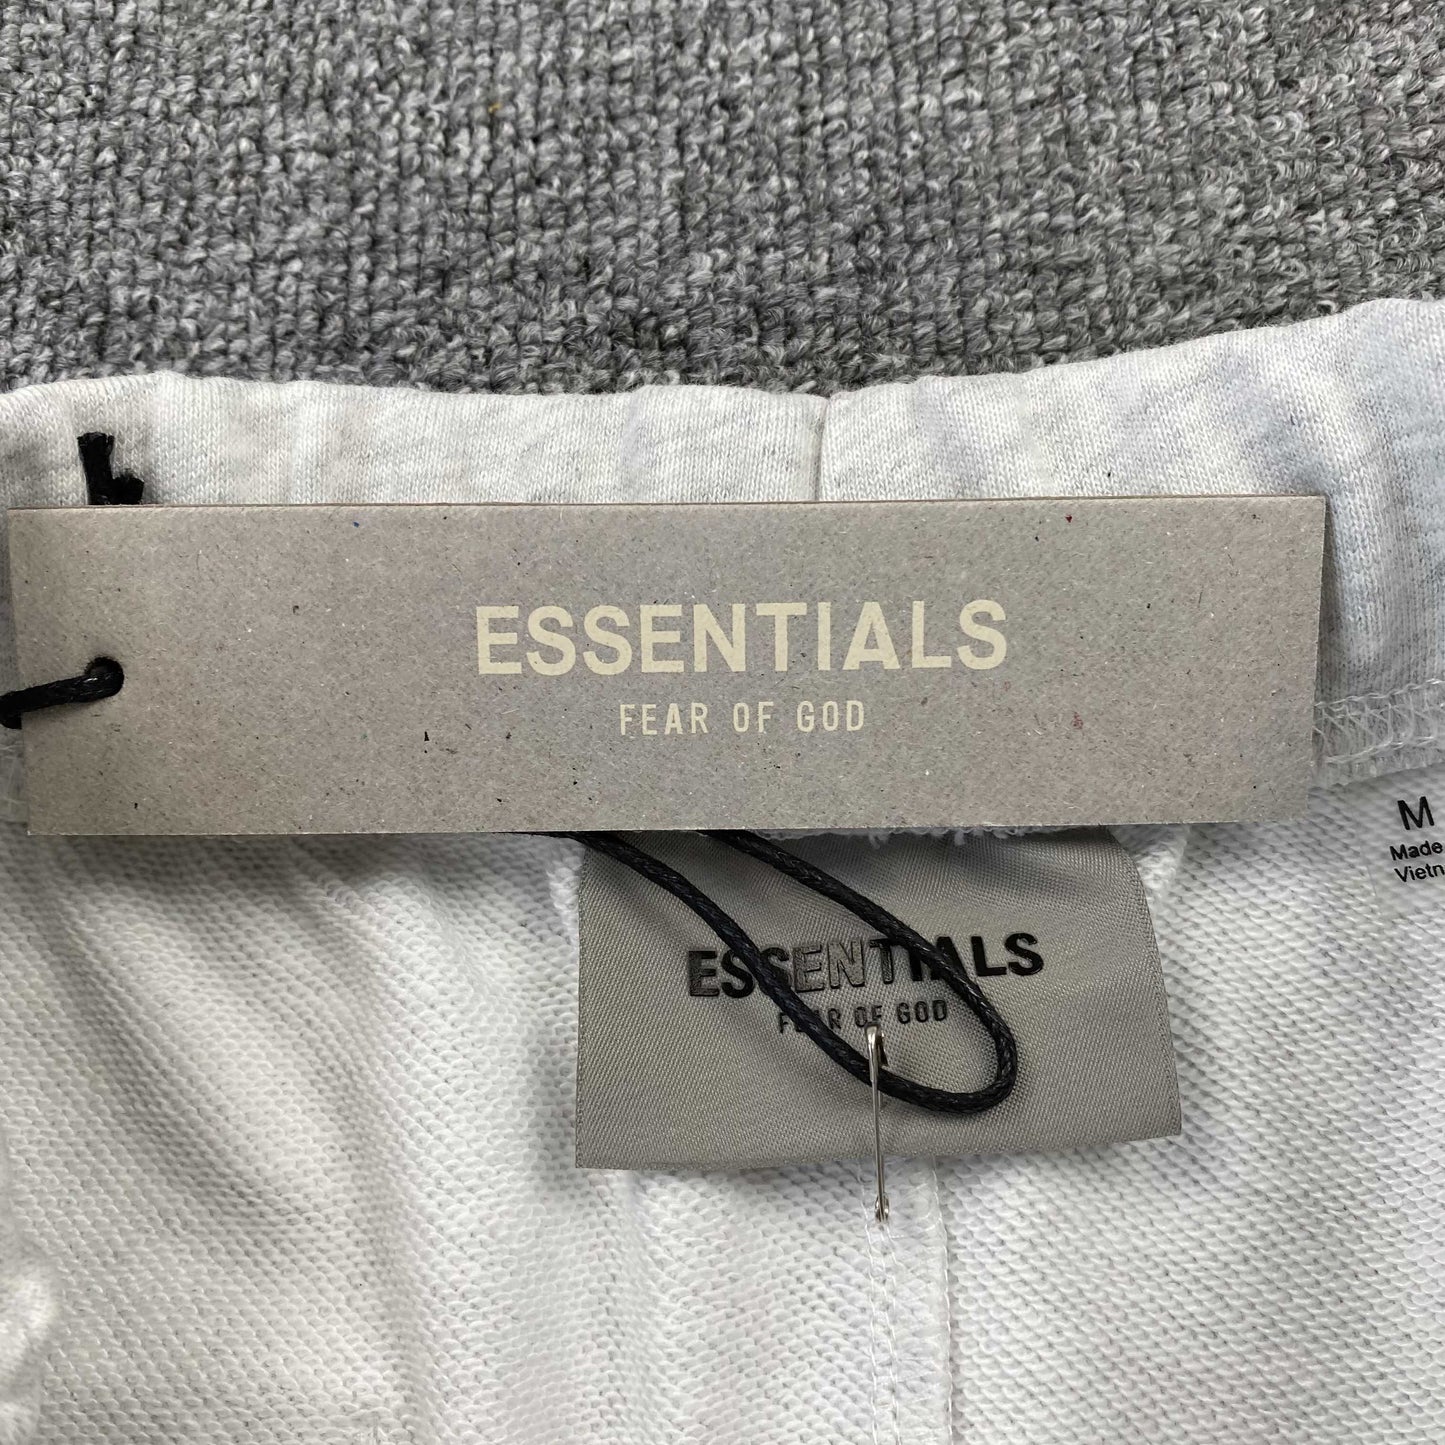 ESSENTIALS
FEAR OF GOD
M
Made
Vietn
ESSENTIALS
FEAR OF GOD